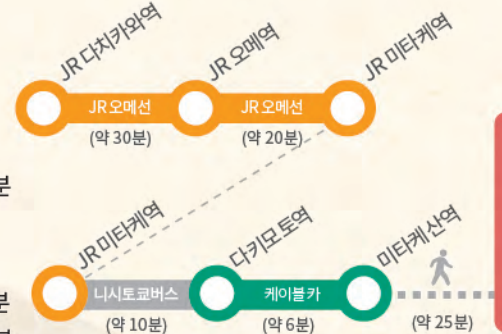 JR 다치카와역
JR 오메역
JR 미타케역
JR 오메선
JR 오메선
(약 30분)
(약 20분)
분
JR 미타케역
다키모토역
미타케산역
니시토쿄버스
케이블카
분
(약 10분)
(약 6분)
(약 25분)